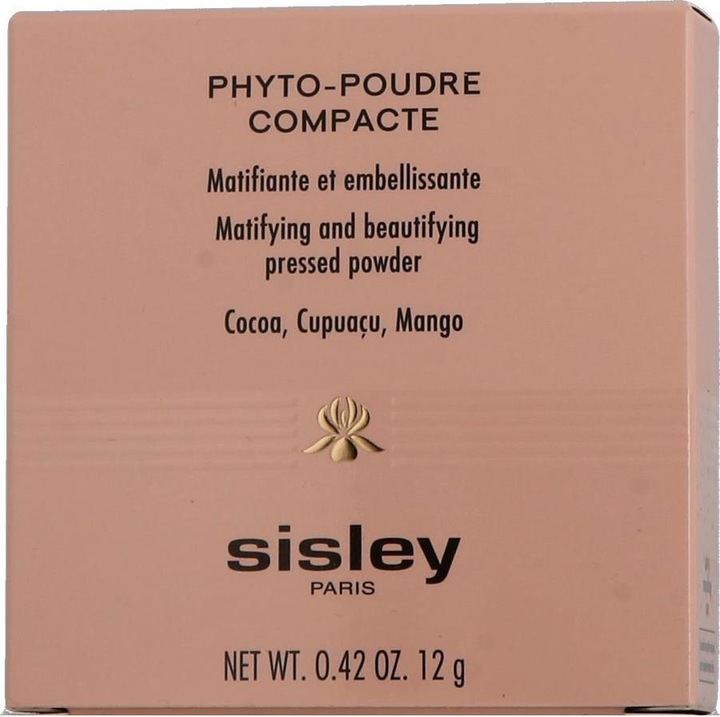 PHYTO-POUDRE
COMPACTE
Matifiante et embellissante
Matifying and beautifying
pressed powder
Cocoa, Cupuaçu, Mango
sisley
PARIS
NET WT. 0.42 OZ. 12 g